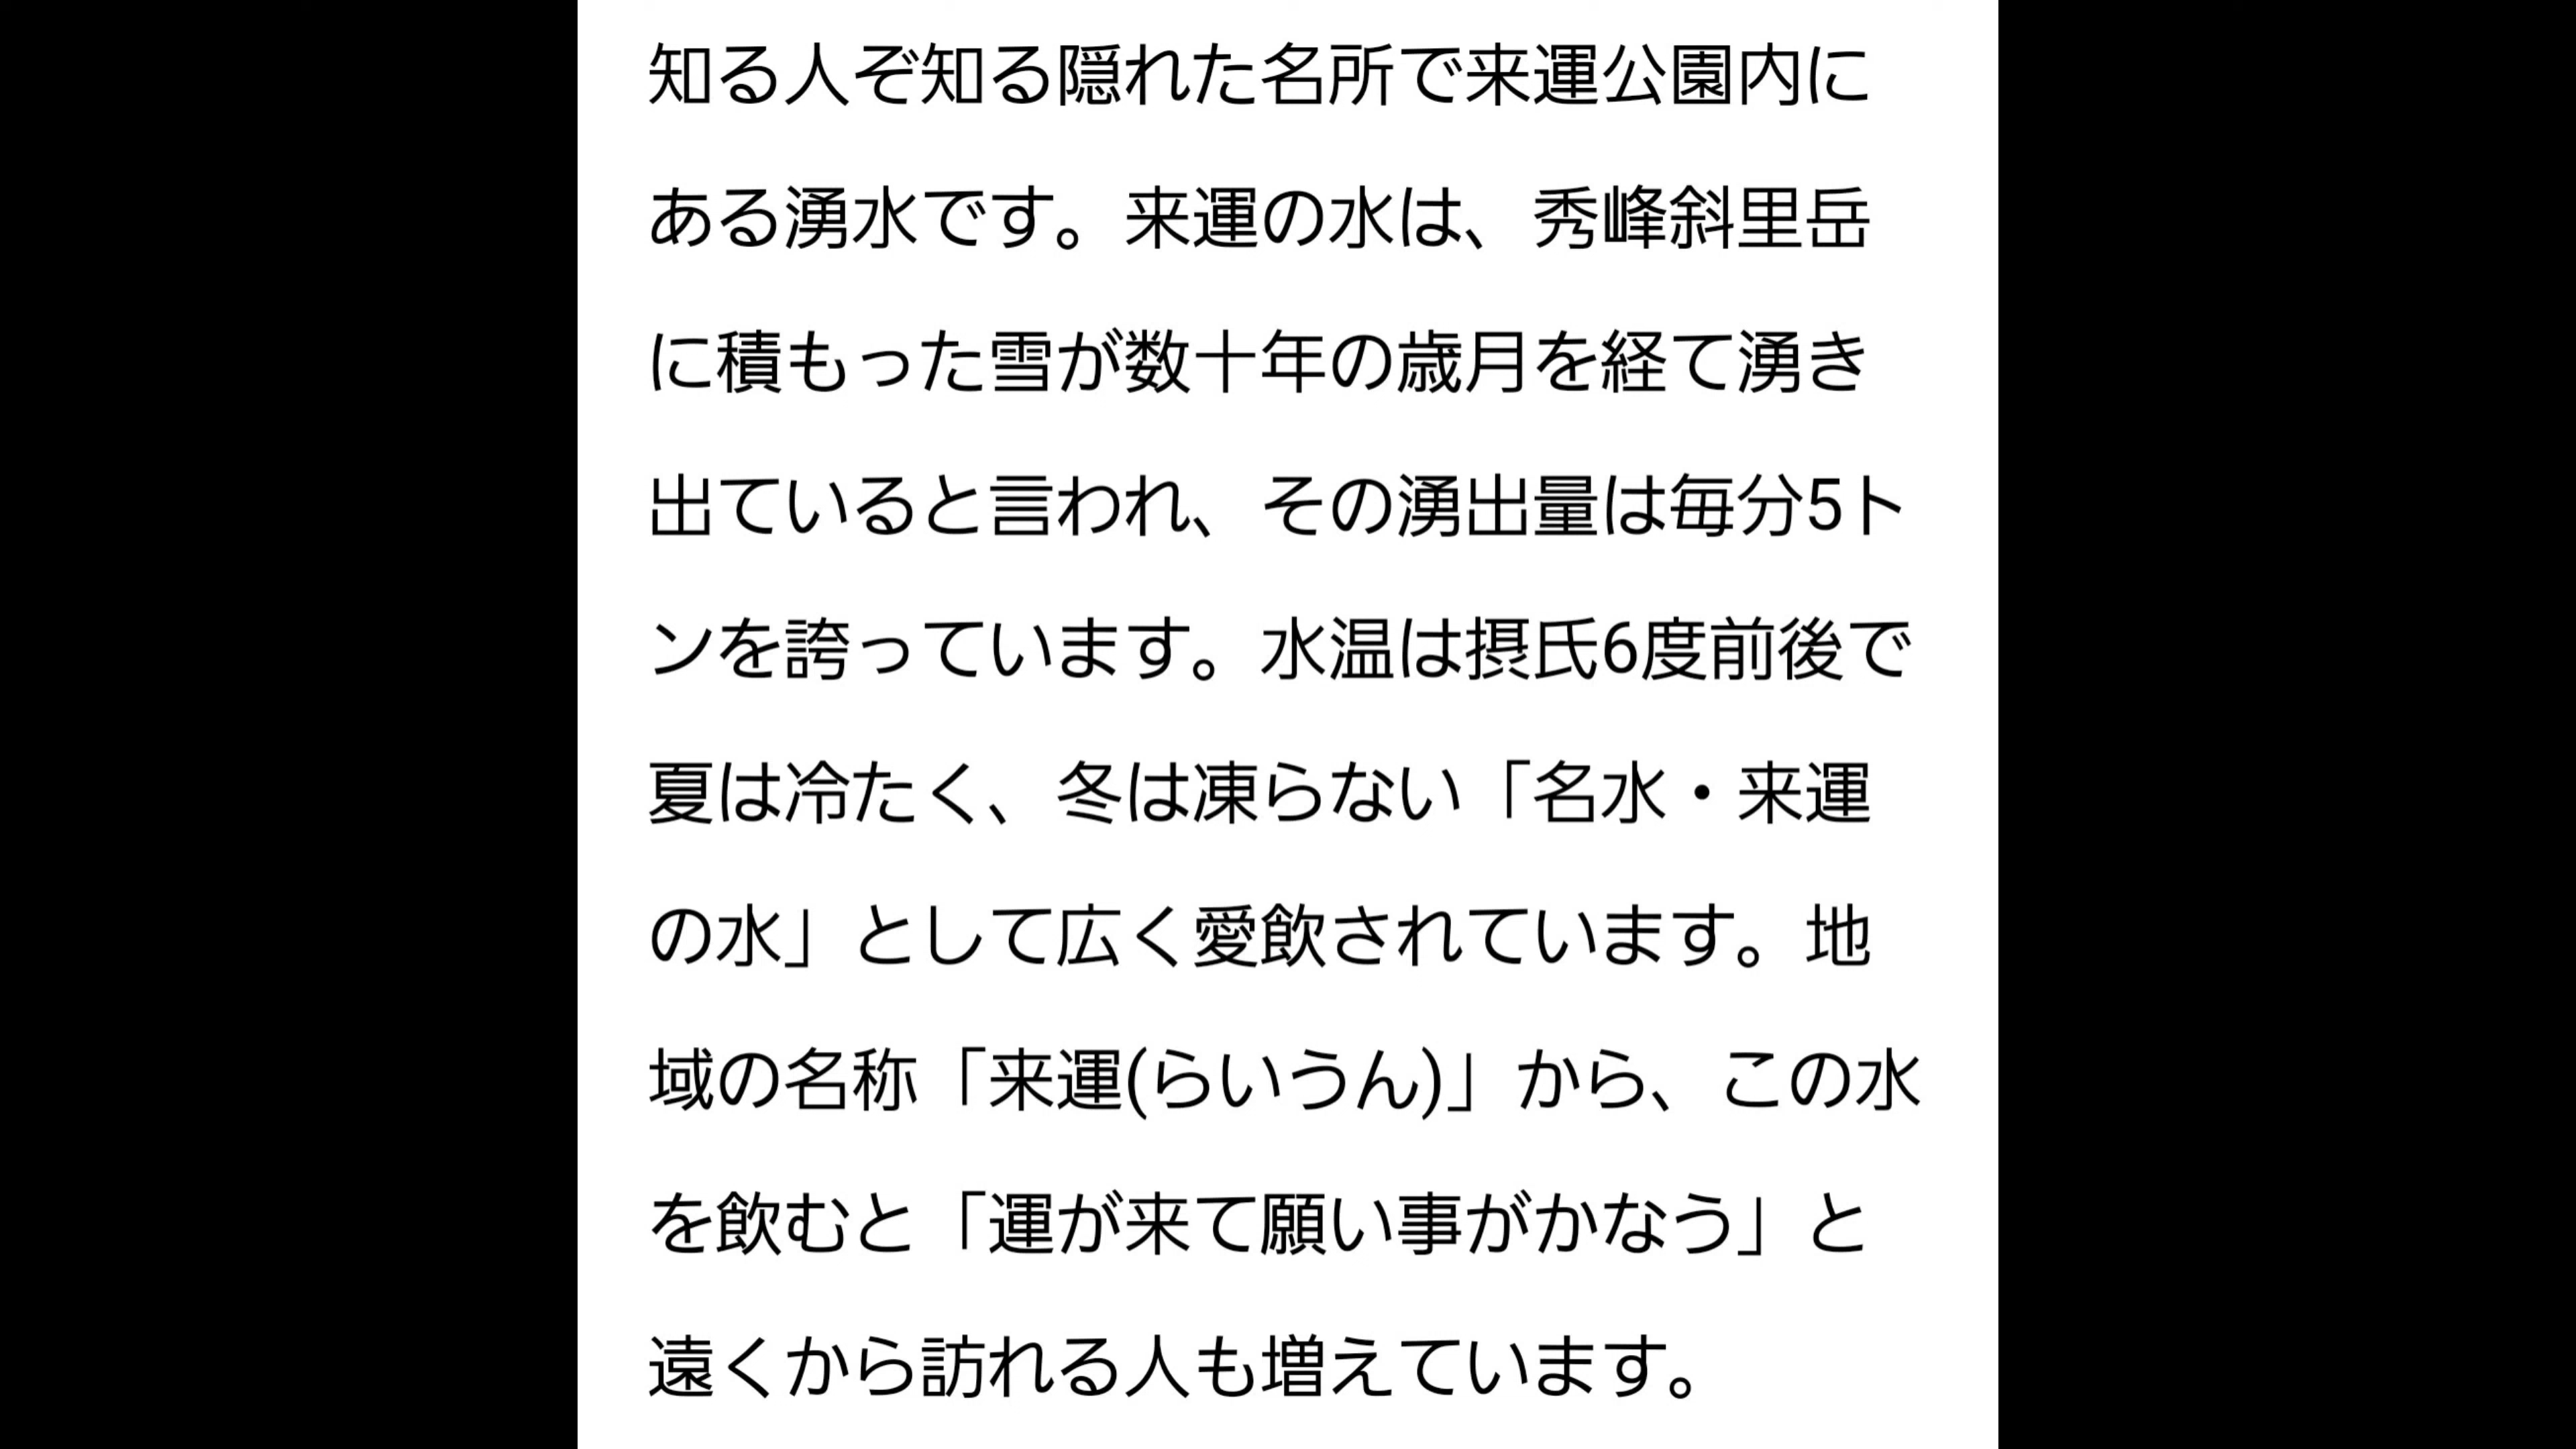 知る人ぞ知る隠れた名所で来運公園内に
ある湧水です。来運の水は、秀峰斜里岳
に積もった雪が数十年の歳月を経て湧き
出ていると言われ、その湧出量は毎分5ト
ンを誇っています。水温は摂氏6度前後で
夏は冷たく、冬は凍らない「名水・来運
の水」として広く愛飲されています。地
域の名称「来運(らいうん)」から、この水
を飲むと「運が来て願い事がかなう」と
遠くから訪れる人も増えています。